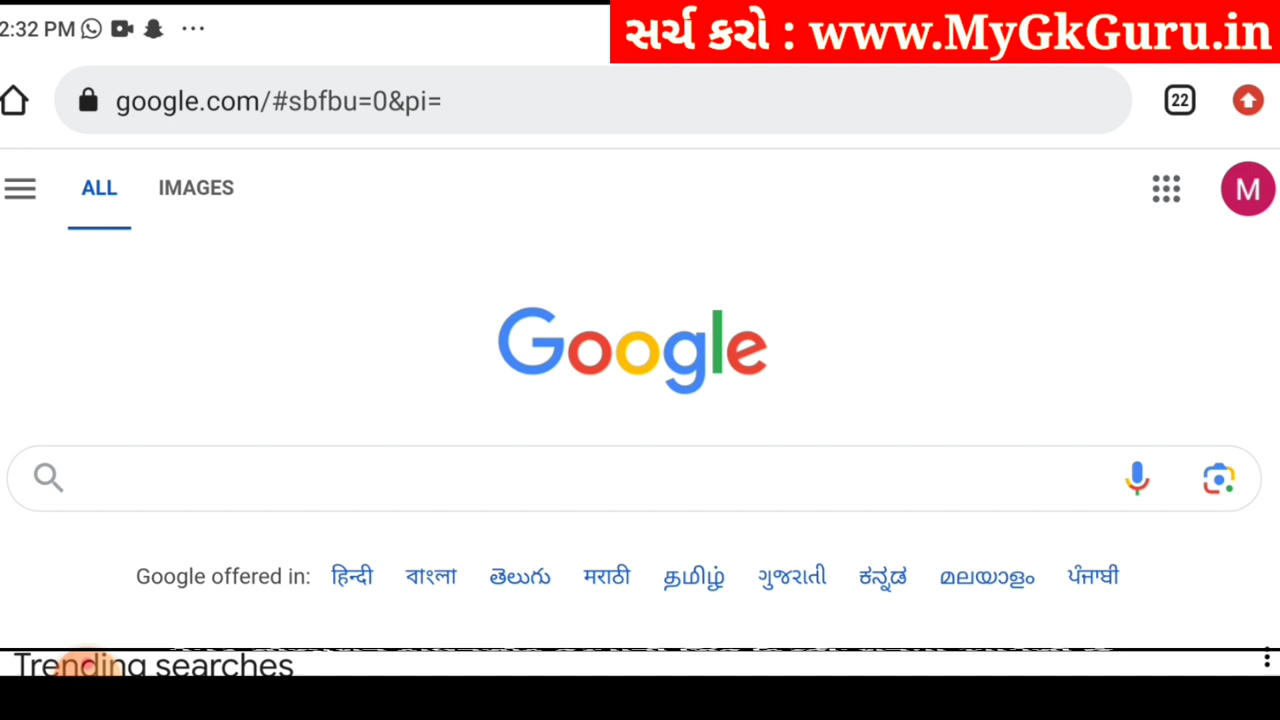 2:32 PM
સર્ચ કરો : www.MyGkGuru.in
google.com/#sbfbu=0&pi=
22
ALL IMAGES
M
Google
Google offered in: हिन्दी বাংলা తెలుగు मराठी தமிழ் ગુજરાતી ಕನ್ನಡ മലയാളം ਪੰਜਾਬੀ
Trending searches